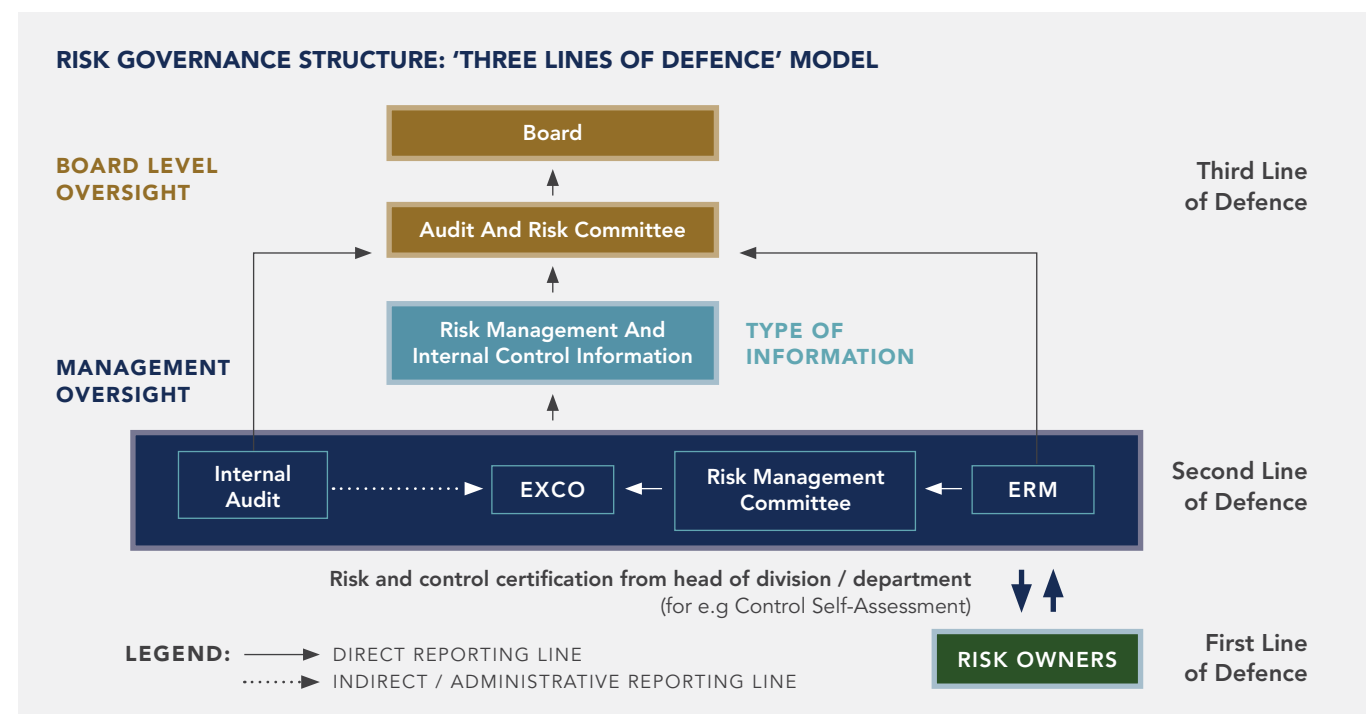 RISK GOVERNANCE STRUCTURE: ‘THREE LINES OF DEFENCE’ MODEL
Board
BOARD LEVEL
OVERSIGHT
Third Line
of Defence
Audit And Risk Committee
Risk Management And
Internal Control Information
TYPE OF
INFORMATION
MANAGEMENT
OVERSIGHT
Internal
Audit
EXCO
Risk Management
Committee
ERM
Second Line
of Defence
Risk and control certification from head of division / department
(for e.g Control Self-Assessment)
LEGEND:
DIRECT REPORTING LINE
INDIRECT / ADMINISTRATIVE REPORTING LINE
RISK OWNERS
First Line
of Defence